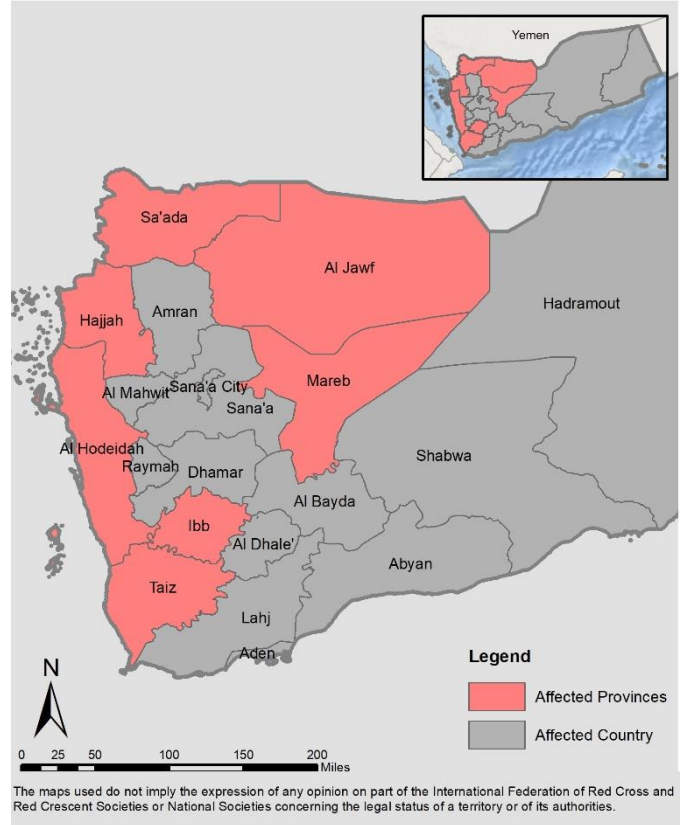 Yemen
Sa'ada
Al Jawf
Hadramout
Hajjah
Amran
Mareb
Al Mahwit
Sana'a City
Sana'a
Al Hodeidah
Raymah
Dhamar
Shabwa
Al Bayda
Ibb
Al Dhale'
Abyan
Taiz
Lahj
Aden
N
Legend
Affected Provinces
Affected Country
0 25 50 100 150 200
Miles
The maps used do not imply the expression of any opinion on part of the International Federation of Red Cross and
Red Crescent Societies or National Societies concerning the legal status of a territory or of its authorities.